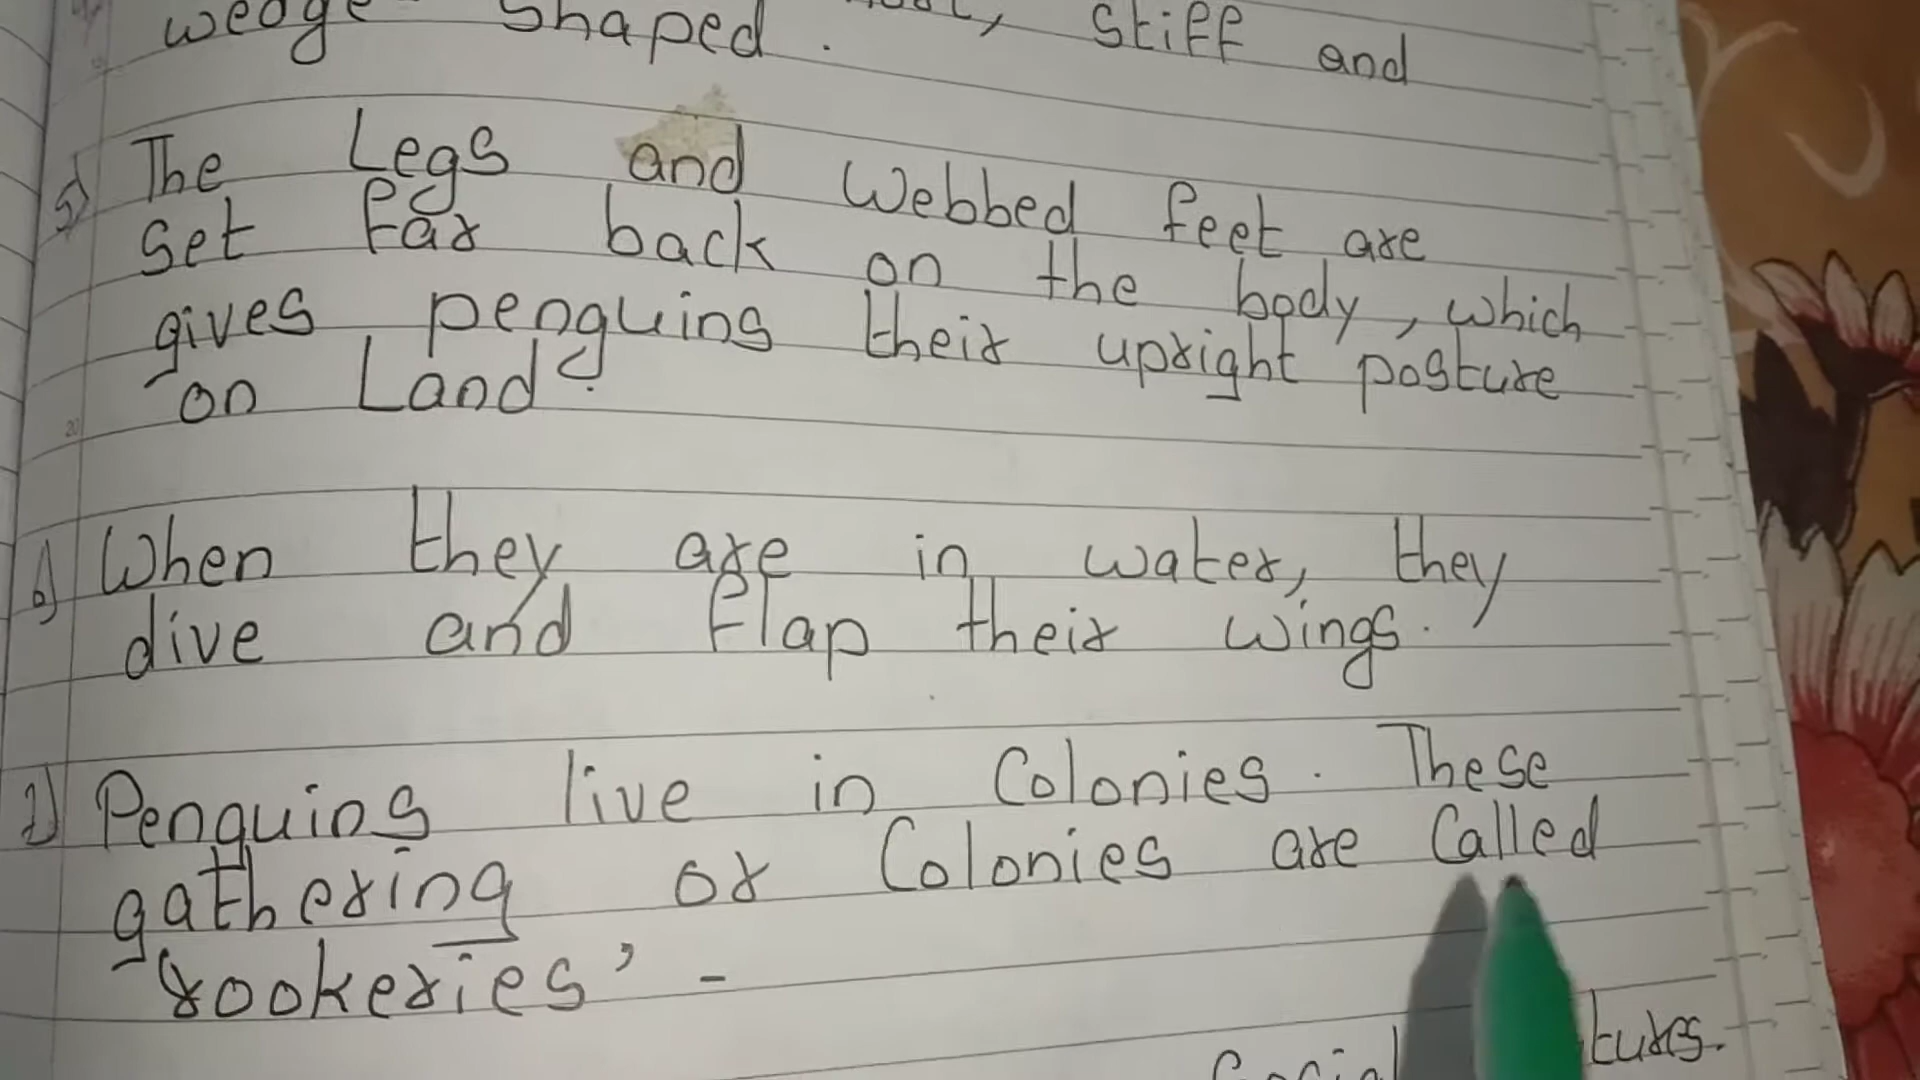 wedge shaped.
stiff and
5) The Legs and Webbed feet are
set far back on the body, which
gives penguins their upright posture
on Land.
6) When they are in water, they
dive and flap their wings.
7) Penguins live in Colonies. These
gathering or Colonies are Called
'rookeries' -
20